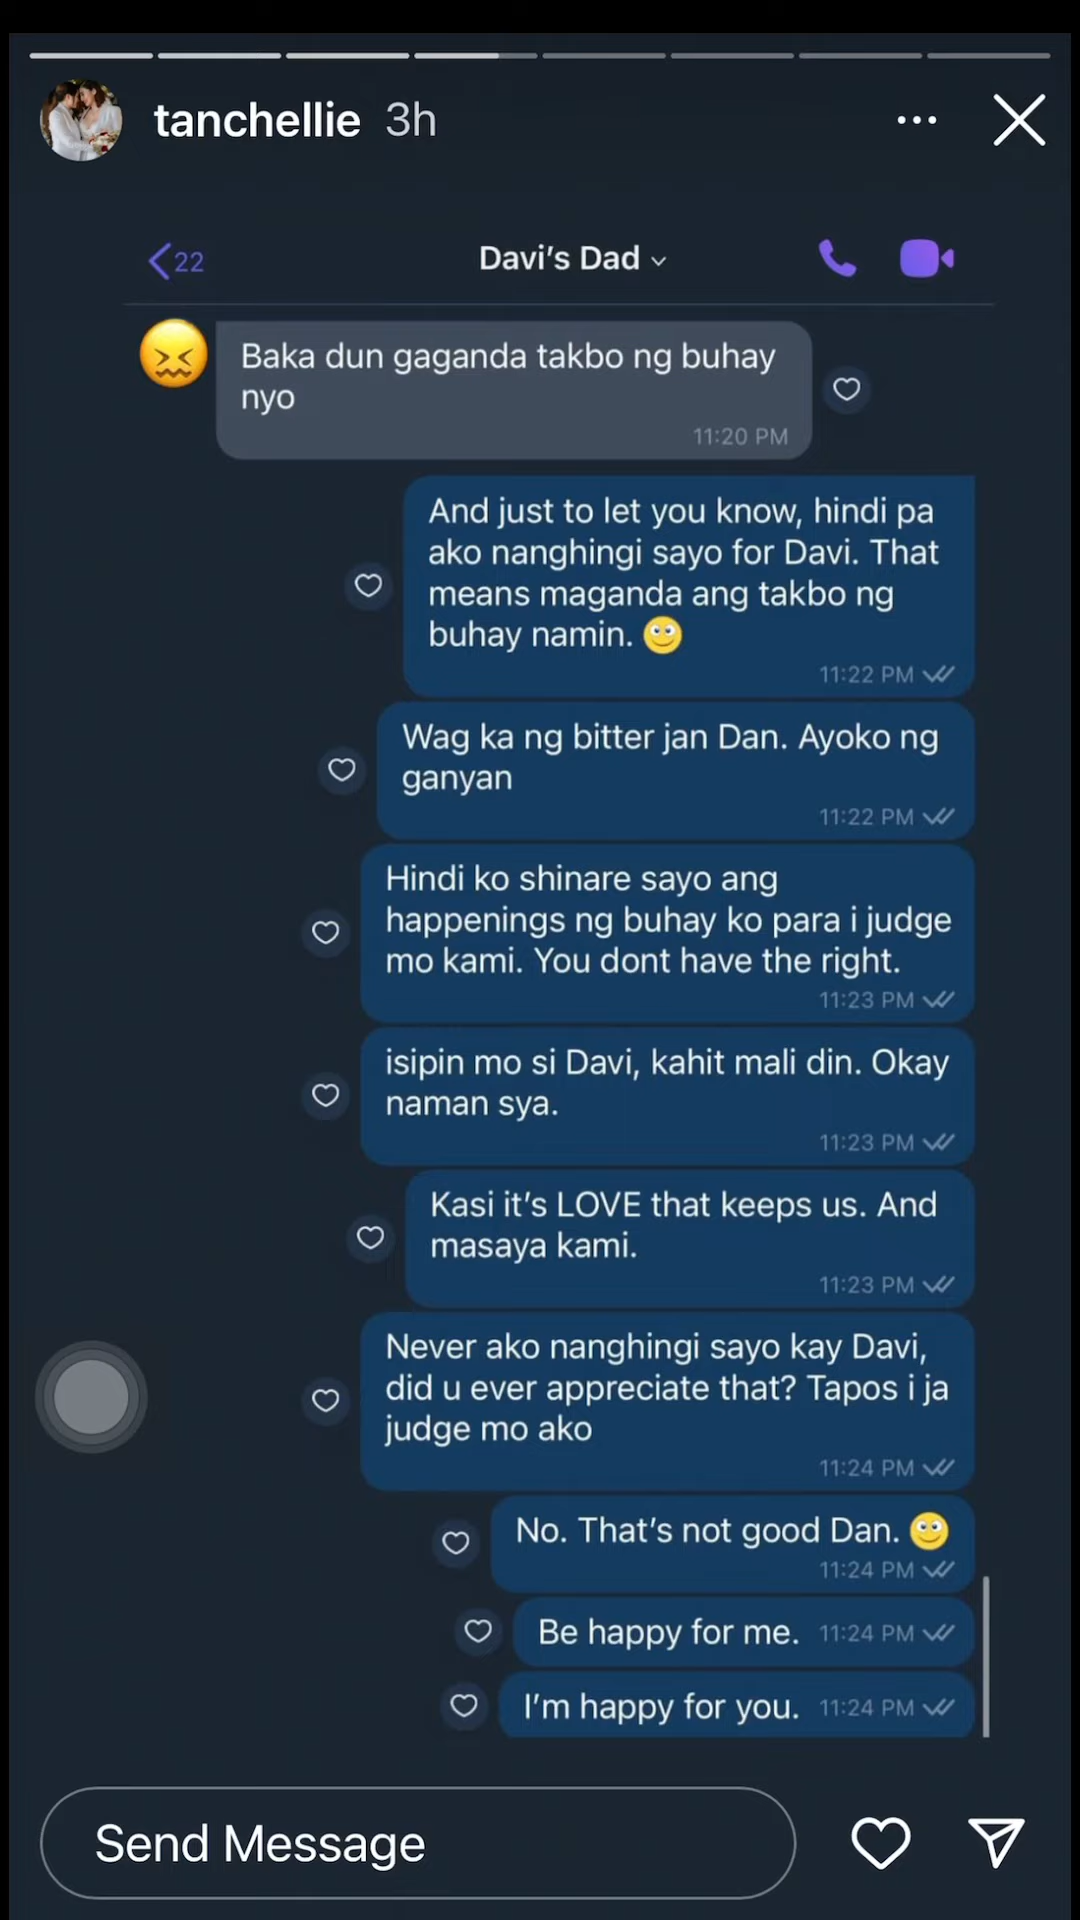 tanchellie 3h
22
Davi's Dad
Baka dun gaganda takbo ng buhay
nyo
11:20 PM
And just to let you know, hindi pa
ako nanghingi sayo for Davi. That
means maganda ang takbo ng
buhay namin. 🙂
11:22 PM
Wag ka ng bitter jan Dan. Ayoko ng
ganyan
11:22 PM
Hindi ko shinare sayo ang
happenings ng buhay ko para i judge
mo kami. You dont have the right.
11:23 PM
isipin mo si Davi, kahit mali din. Okay
naman sya.
11:23 PM
Kasi it's LOVE that keeps us. And
masaya kami.
11:23 PM
Never ako nanghingi sayo kay Davi,
did u ever appreciate that? Tapos i ja
judge mo ako
11:24 PM
No. That's not good Dan. 🙂
11:24 PM
Be happy for me. 11:24 PM
I'm happy for you. 11:24 PM
Send Message